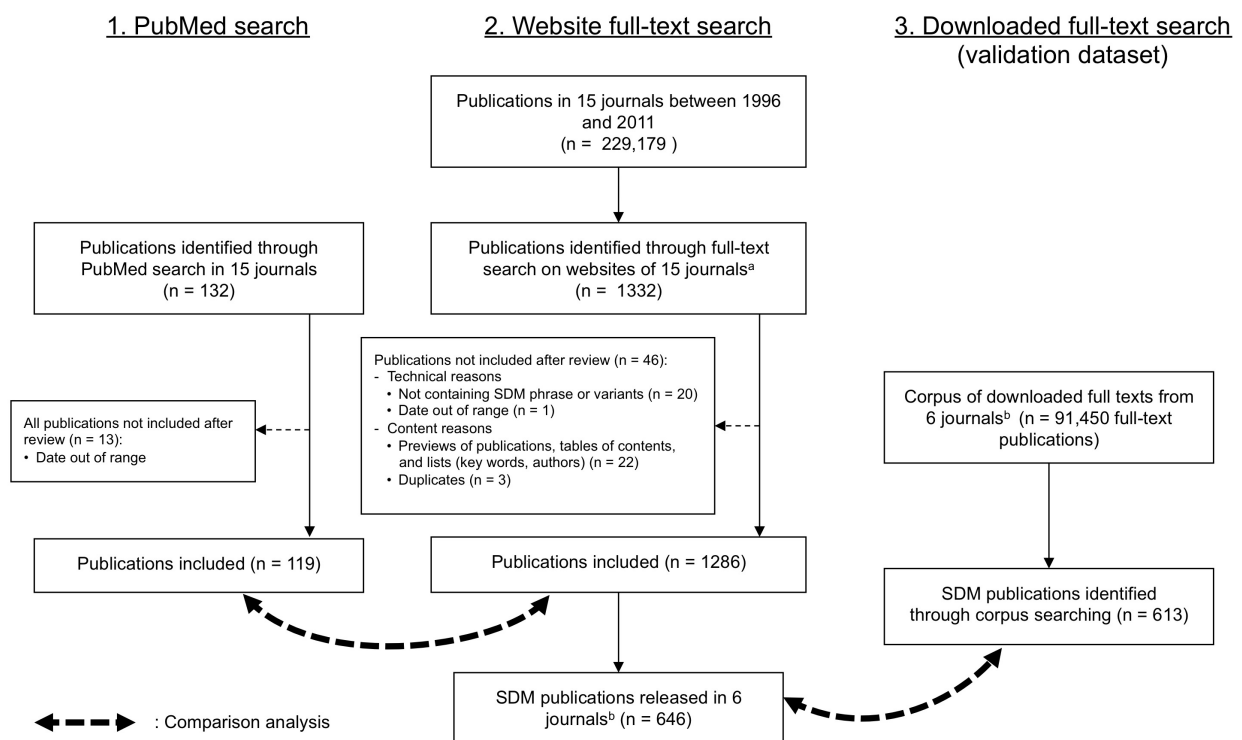 1. PubMed search
2. Website full-text search
3. Downloaded full-text search
(validation dataset)
Publications in 15 journals between 1996
and 2011
(n =  229,179 )
Publications identified through
PubMed search in 15 journals
(n = 132)
Publications identified through full-text
search on websites of 15 journalsᵃ
(n =  1332)
All publications not included after
review (n = 13):
• Date out of range
Publications not included after review (n = 46):
- Technical reasons
• Not containing SDM phrase or variants (n = 20)
• Date out of range (n = 1)
- Content reasons
• Previews of publications, tables of contents,
and lists (key words, authors) (n = 22)
• Duplicates (n = 3)
Corpus of downloaded full texts from
6 journalsᵇ  (n = 91,450 full-text
publications)
Publications included (n = 119)
Publications included (n = 1286)
SDM publications identified
through corpus searching (n = 613)
SDM publications released in 6
journalsᵇ (n = 646)
: Comparison analysis